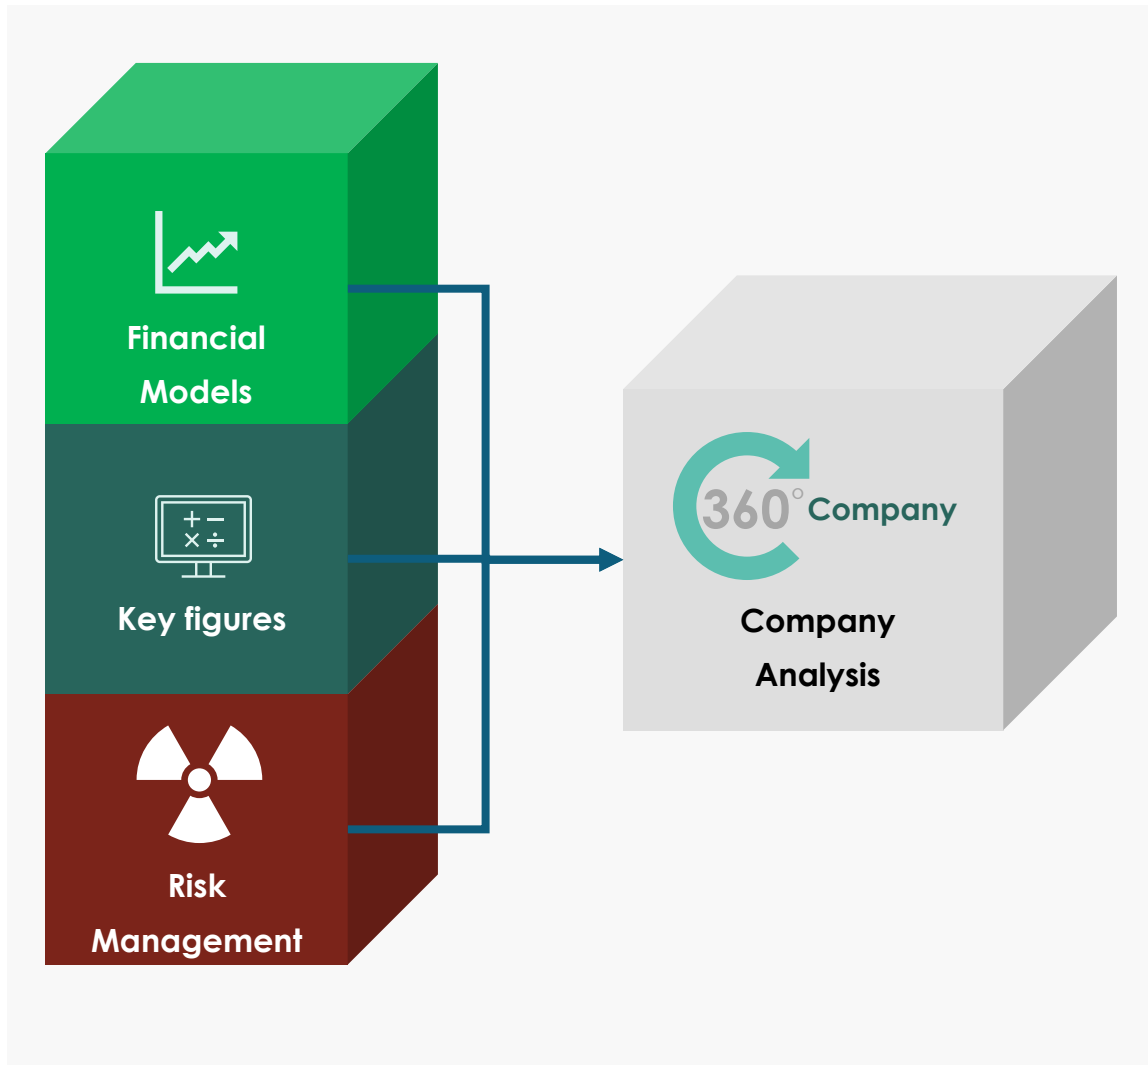 Financial
Models
Key figures
Risk
Management
360° Company
Company
Analysis